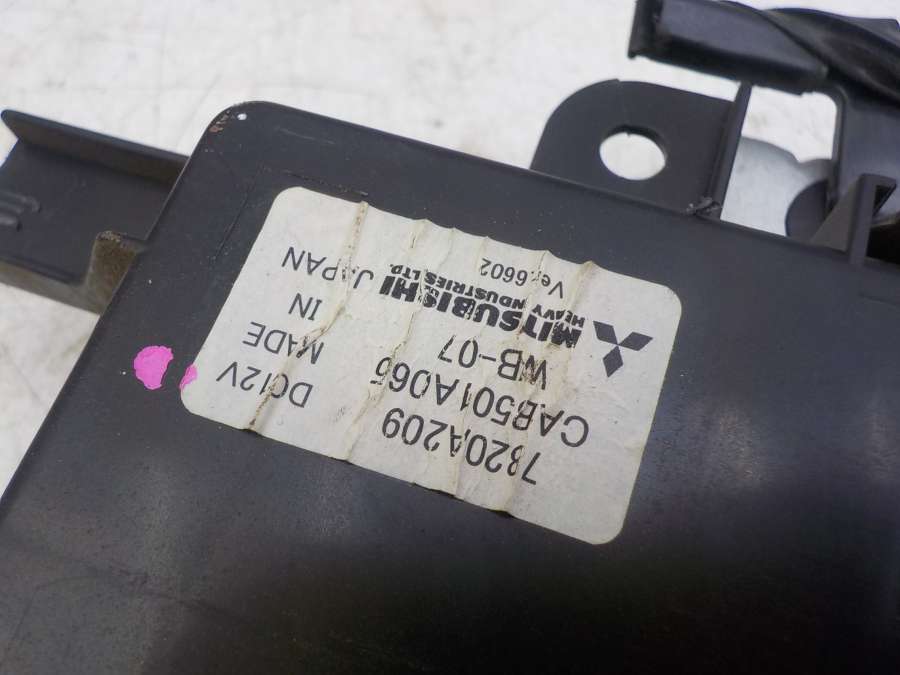 7820A209
CAB501A065
DC12V
WB-07
MADE
MITSUBISHI
HEAVY INDUSTRIES, LTD.
IN
JAPAN
Ver.6602